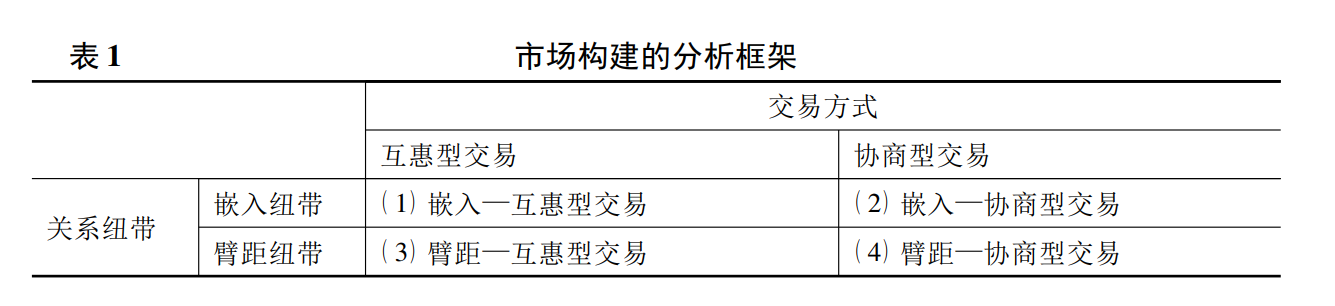 表 1 市场构建的分析框架
交易方式
互惠型交易 协商型交易
关系纽带
嵌入纽带 (1) 嵌入—互惠型交易 (2) 嵌入—协商型交易
臂距纽带 (3) 臂距—互惠型交易 (4) 臂距—协商型交易